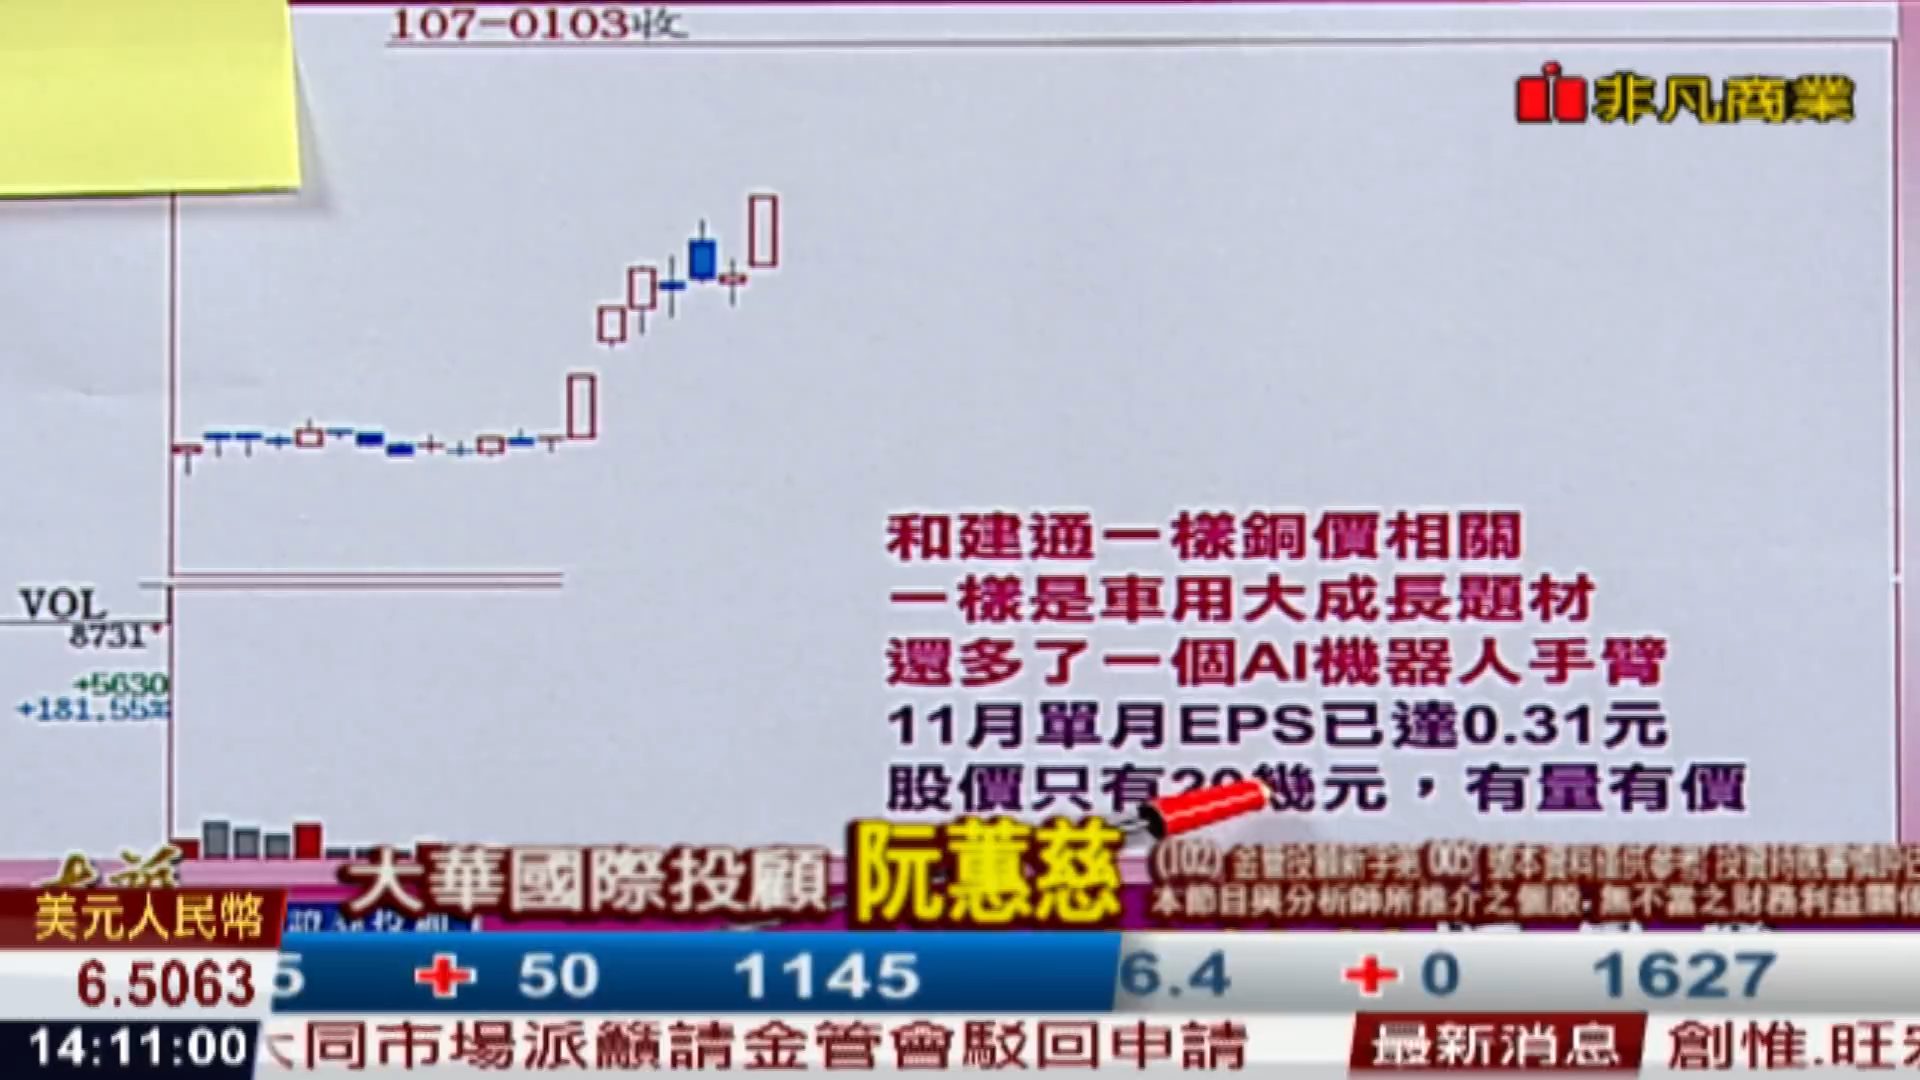 107-0103收
非凡商業
和建通一樣銅價相關
一樣是車用大成長題材
還多了一個AI機器人手臂
11月單月EPS已達0.31元
股價只有20幾元，有量有價
VOL
8731
+5630
+181.55%
大華國際投顧 阮蕙慈
本節目與分析師所推介之個股,無不當之財務利益關係
美元人民幣
6.5063
5 + 50 1145 6.4 + 0 1627
14:11:00
大同市場派籲請金管會駁回申請 最新消息 創惟.旺宏